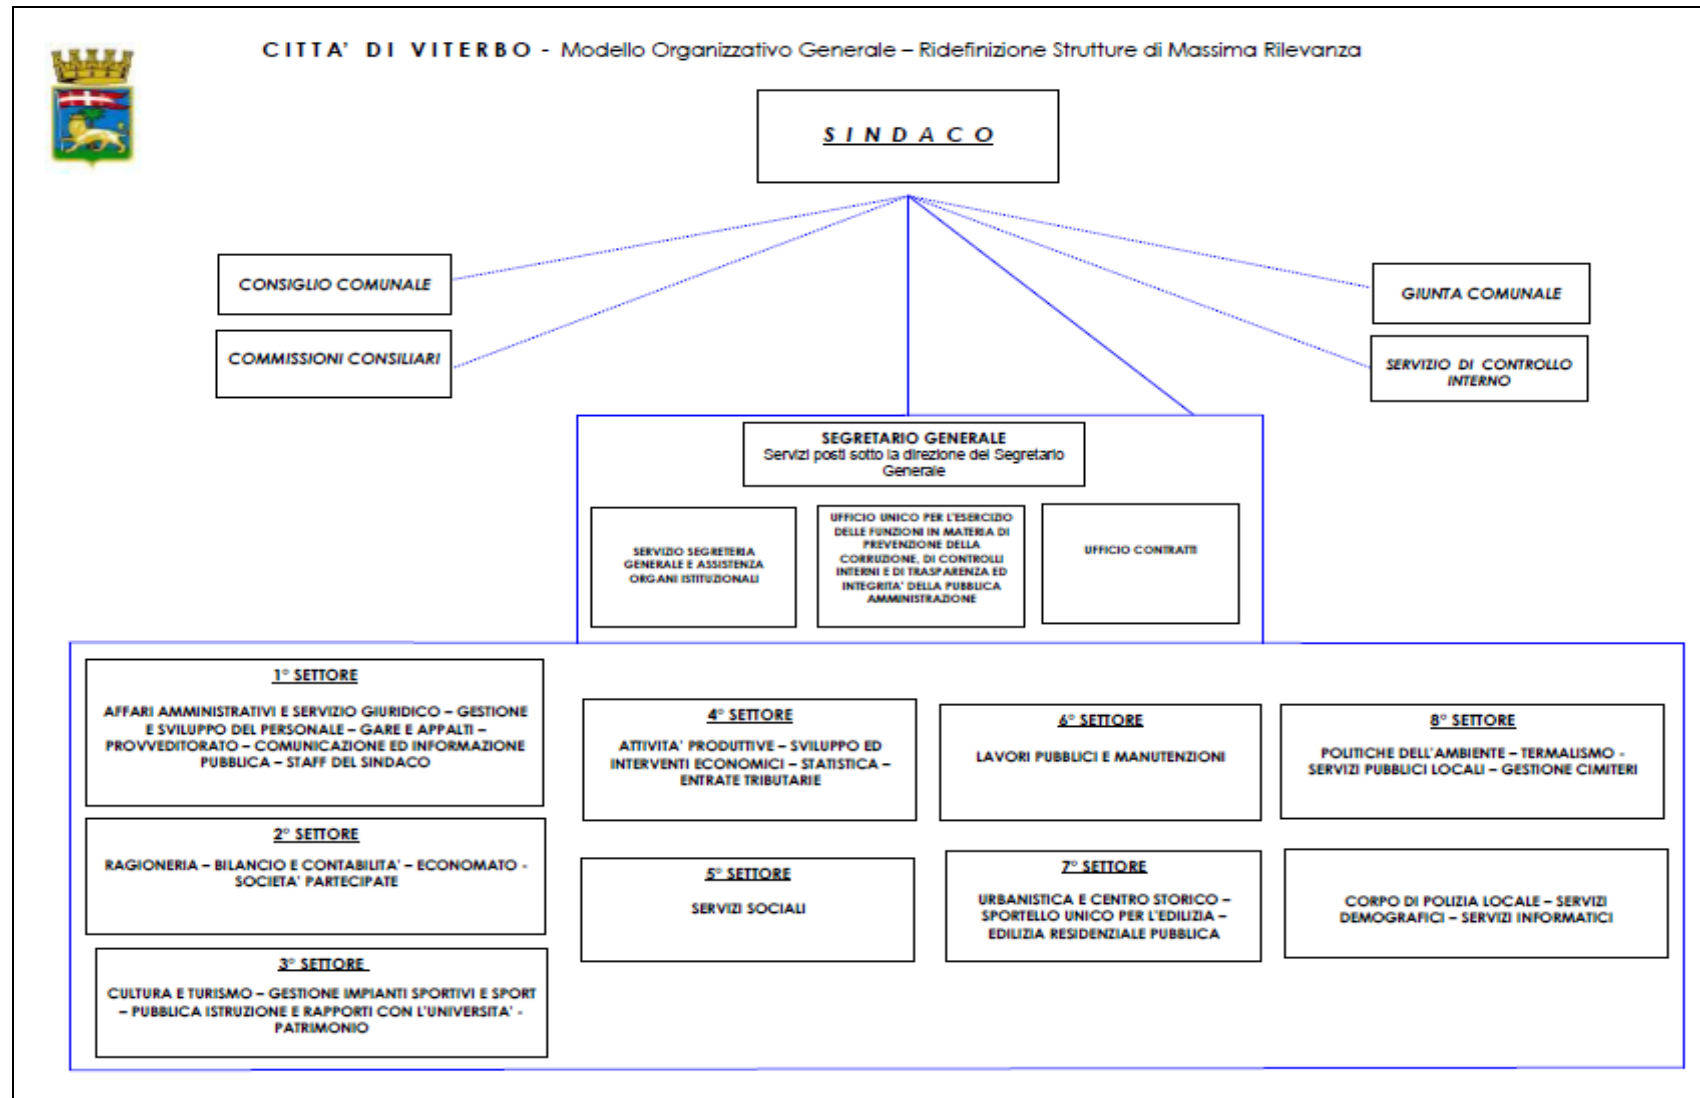 CITTA' DI VITERBO - Modello Organizzativo Generale – Ridefinizione Strutture di Massima Rilevanza
SINDACO
CONSIGLIO COMUNALE
COMMISSIONI CONSILIARI
GIUNTA COMUNALE
SERVIZIO DI CONTROLLO
INTERNO
SEGRETARIO GENERALE
Servizi posti sotto la direzione del Segretario
Generale
SERVIZIO SEGRETERIA
GENERALE E ASSISTENZA
ORGANI ISTITUZIONALI
UFFICIO UNICO PER L'ESERCIZIO
DELLE FUNZIONI IN MATERIA DI
PREVENZIONE DELLA
CORRUZIONE, DI CONTROLLI
INTERNI E DI TRASPARENZA ED
INTEGRITA' DELLA PUBBLICA
AMMINISTRAZIONE
UFFICIO CONTRATTI
1° SETTORE
AFFARI AMMINISTRATIVI E SERVIZIO GIURIDICO – GESTIONE
E SVILUPPO DEL PERSONALE – GARE E APPALTI –
PROVVEDITORATO – COMUNICAZIONE ED INFORMAZIONE
PUBBLICA – STAFF DEL SINDACO
2° SETTORE
RAGIONERIA – BILANCIO E CONTABILITA' – ECONOMATO -
SOCIETA' PARTECIPATE
3° SETTORE
CULTURA E TURISMO – GESTIONE IMPIANTI SPORTIVI E SPORT
– PUBBLICA ISTRUZIONE E RAPPORTI CON L'UNIVERSITA' -
PATRIMONIO
4° SETTORE
ATTIVITA' PRODUTTIVE – SVILUPPO ED
INTERVENTI ECONOMICI – STATISTICA –
ENTRATE TRIBUTARIE
5° SETTORE
SERVIZI SOCIALI
6° SETTORE
LAVORI PUBBLICI E MANUTENZIONI
7° SETTORE
URBANISTICA E CENTRO STORICO –
SPORTELLO UNICO PER L'EDILIZIA –
EDILIZIA RESIDENZIALE PUBBLICA
8° SETTORE
POLITICHE DELL'AMBIENTE – TERMALISMO -
SERVIZI PUBBLICI LOCALI – GESTIONE CIMITERI
CORPO DI POLIZIA LOCALE – SERVIZI
DEMOGRAFICI – SERVIZI INFORMATICI